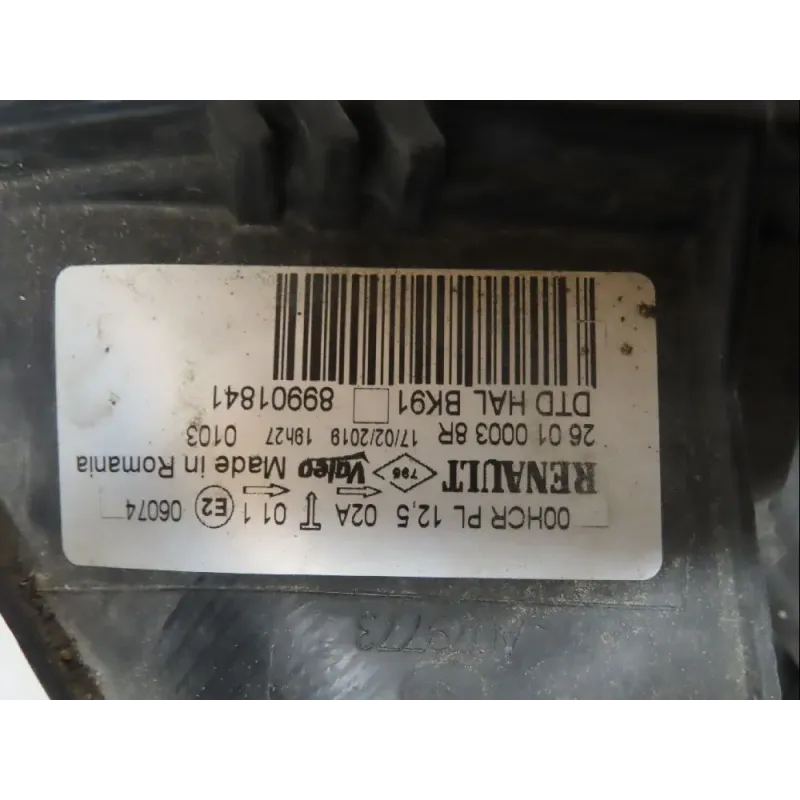 00HCR PL 12,5 02A 01 1 E2 06074
RENAULT 796 Valeo Made in Romania
26 01 0003 8R 17/02/2019 19h27 0103
DTD HAL BK91 89901841